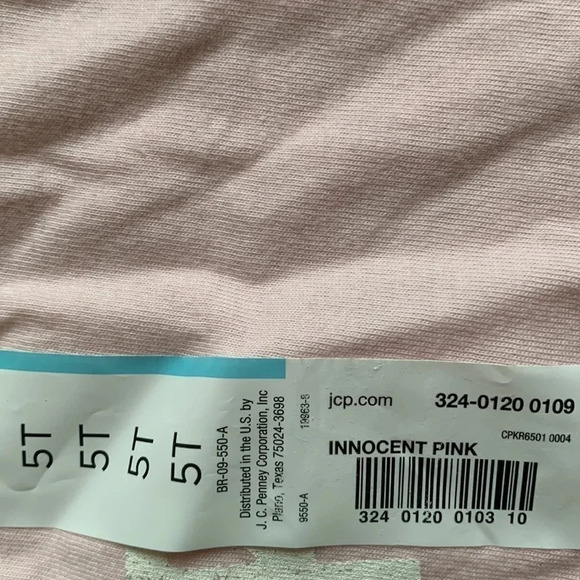 5T
5T
5T
5T
BR-09-550-A
Distributed in the U.S. by
J. C. Penney Corporation, Inc
Plano, Texas 75024-3698
9550-A 19963-8
jcp.com 324-0120 0109
CPKR6501 0004
INNOCENT PINK
324 0120 0103 10